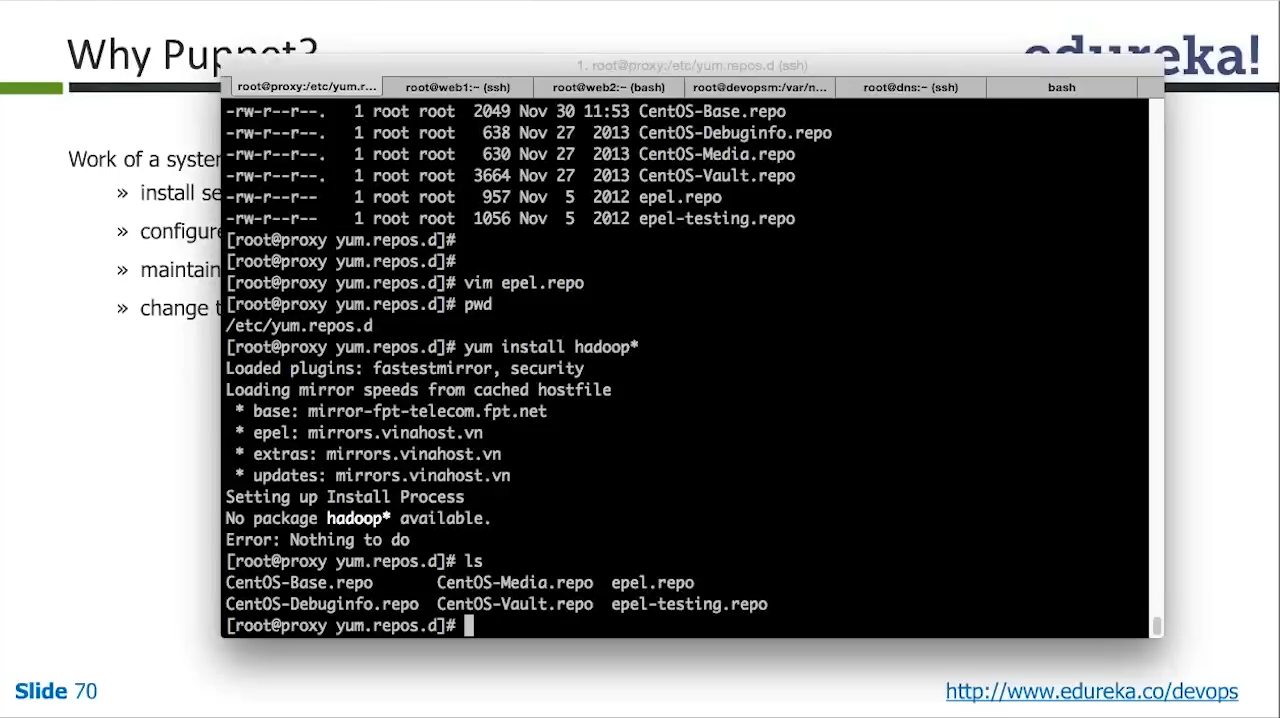 Why Puppet?
edureka!
1. root@proxy:/etc/yum.repos.d (ssh)
root@proxy:/etc/yum.r... root@web1:~ (ssh) root@web2:~ (bash) root@devopsm:/var/n... root@dns:~ (ssh) bash
-rw-r--r--. 1 root root 2049 Nov 30 11:53 CentOS-Base.repo
-rw-r--r--. 1 root root 638 Nov 27 2013 CentOS-Debuginfo.repo
-rw-r--r--. 1 root root 630 Nov 27 2013 CentOS-Media.repo
-rw-r--r--. 1 root root 3664 Nov 27 2013 CentOS-Vault.repo
-rw-r--r-- 1 root root 957 Nov 5 2012 epel.repo
-rw-r--r-- 1 root root 1056 Nov 5 2012 epel-testing.repo
[root@proxy yum.repos.d]#
[root@proxy yum.repos.d]#
[root@proxy yum.repos.d]# vim epel.repo
[root@proxy yum.repos.d]# pwd
/etc/yum.repos.d
[root@proxy yum.repos.d]# yum install hadoop*
Loaded plugins: fastestmirror, security
Loading mirror speeds from cached hostfile
* base: mirror-fpt-telecom.fpt.net
* epel: mirrors.vinahost.vn
* extras: mirrors.vinahost.vn
* updates: mirrors.vinahost.vn
Setting up Install Process
No package hadoop* available.
Error: Nothing to do
[root@proxy yum.repos.d]# ls
CentOS-Base.repo CentOS-Media.repo epel.repo
CentOS-Debuginfo.repo CentOS-Vault.repo epel-testing.repo
[root@proxy yum.repos.d]#
Work of a
» install
» configure
» maintain
» change
Slide 70
http://www.edureka.co/devops